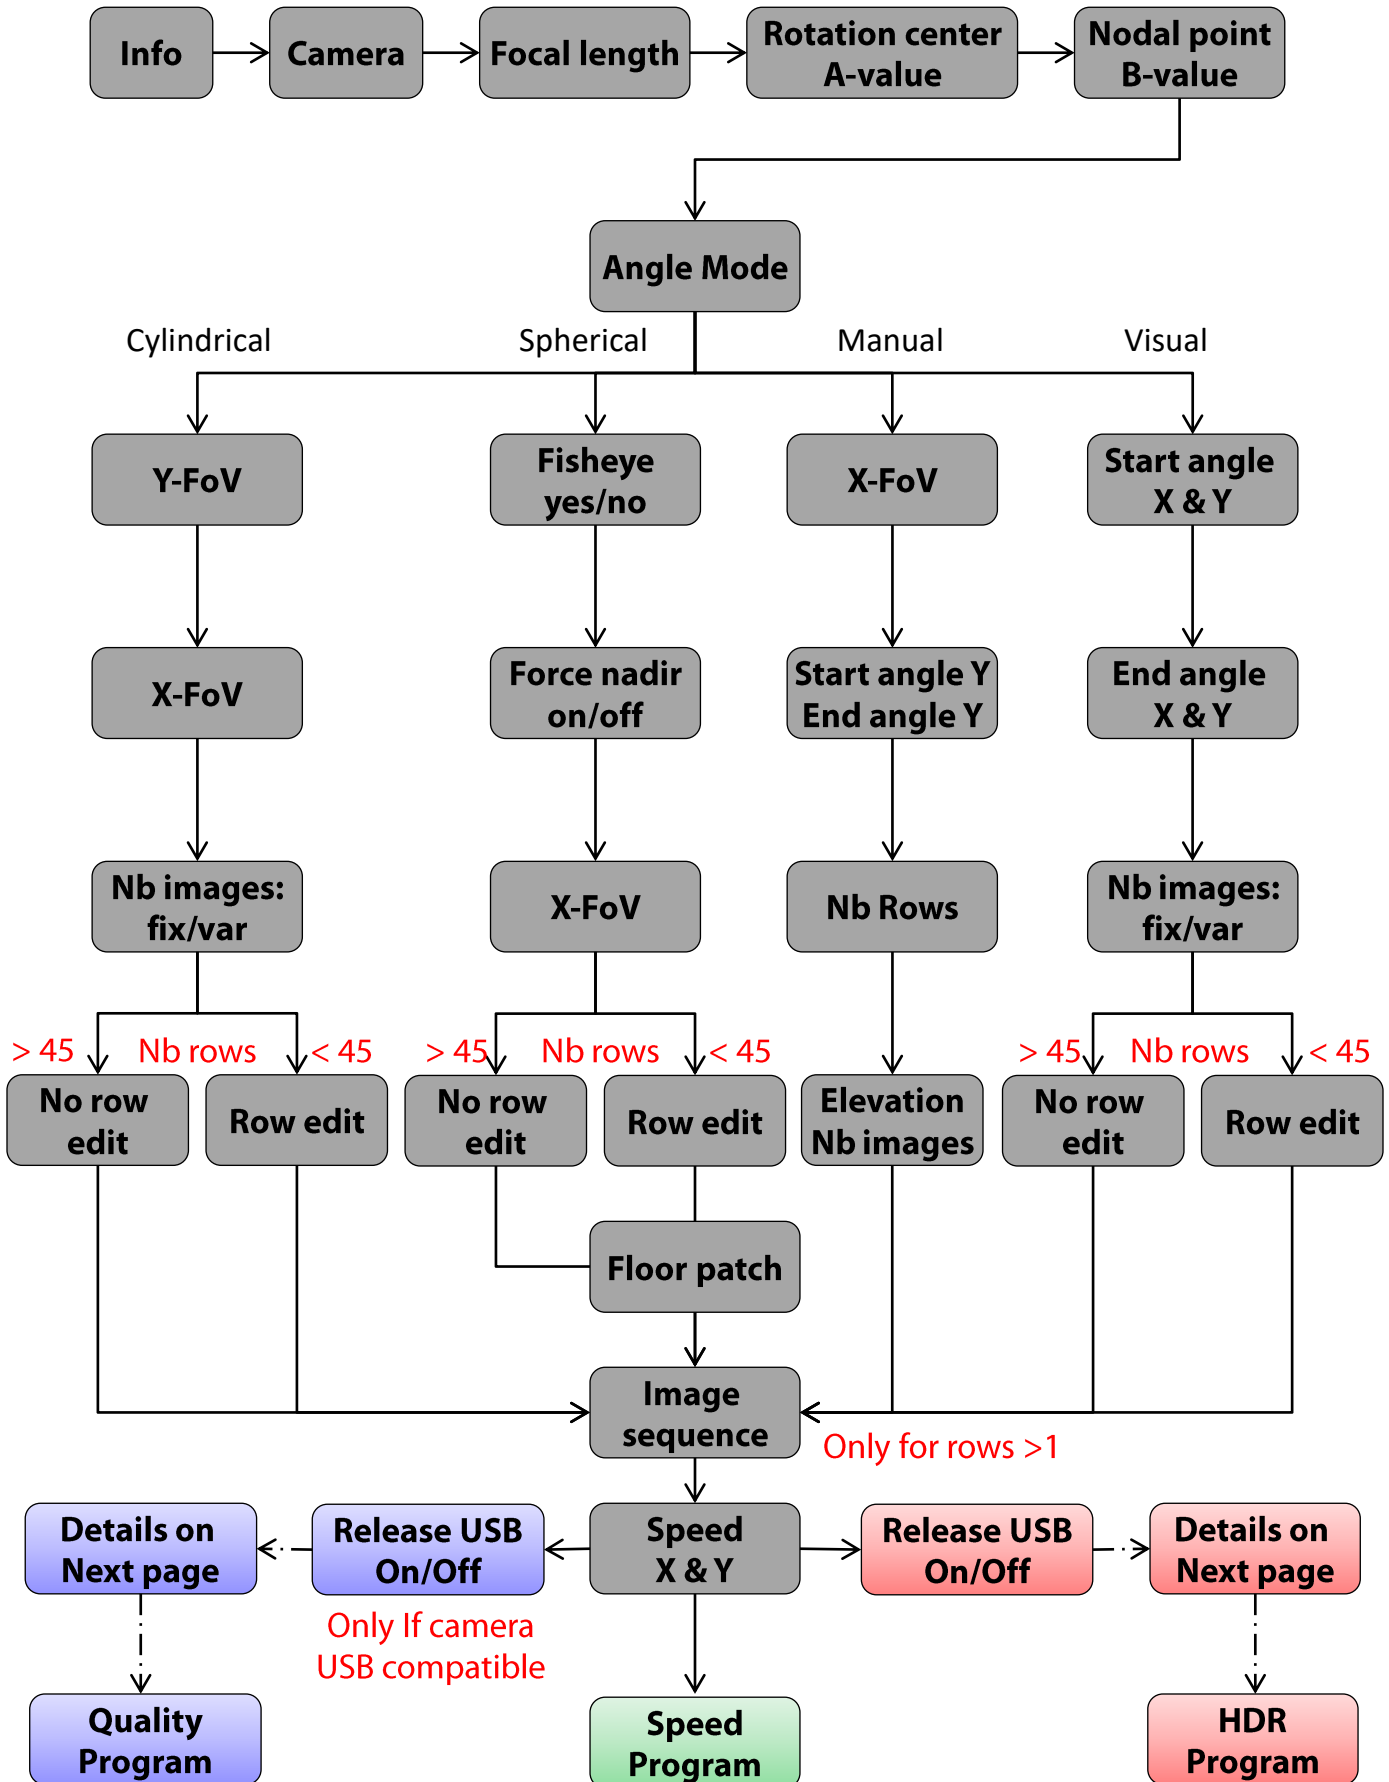 Info
Camera
Focal length
Rotation center
A-value
Nodal point
B-value
Angle Mode
Cylindrical
Spherical
Manual
Visual
Y-FoV
Fisheye
yes/no
X-FoV
Start angle
X & Y
X-FoV
Force nadir
on/off
Start angle Y
End angle Y
End angle
X & Y
Nb images:
fix/var
X-FoV
Nb Rows
Nb images:
fix/var
> 45
Nb rows
< 45
> 45
Nb rows
< 45
> 45
Nb rows
< 45
No row
edit
Row edit
No row
edit
Row edit
Elevation
Nb images
No row
edit
Row edit
Floor patch
Image
sequence
Only for rows >1
Details on
Next page
Release USB
On/Off
Speed
X & Y
Release USB
On/Off
Details on
Next page
Only If camera
USB compatible
Quality
Program
Speed
Program
HDR
Program